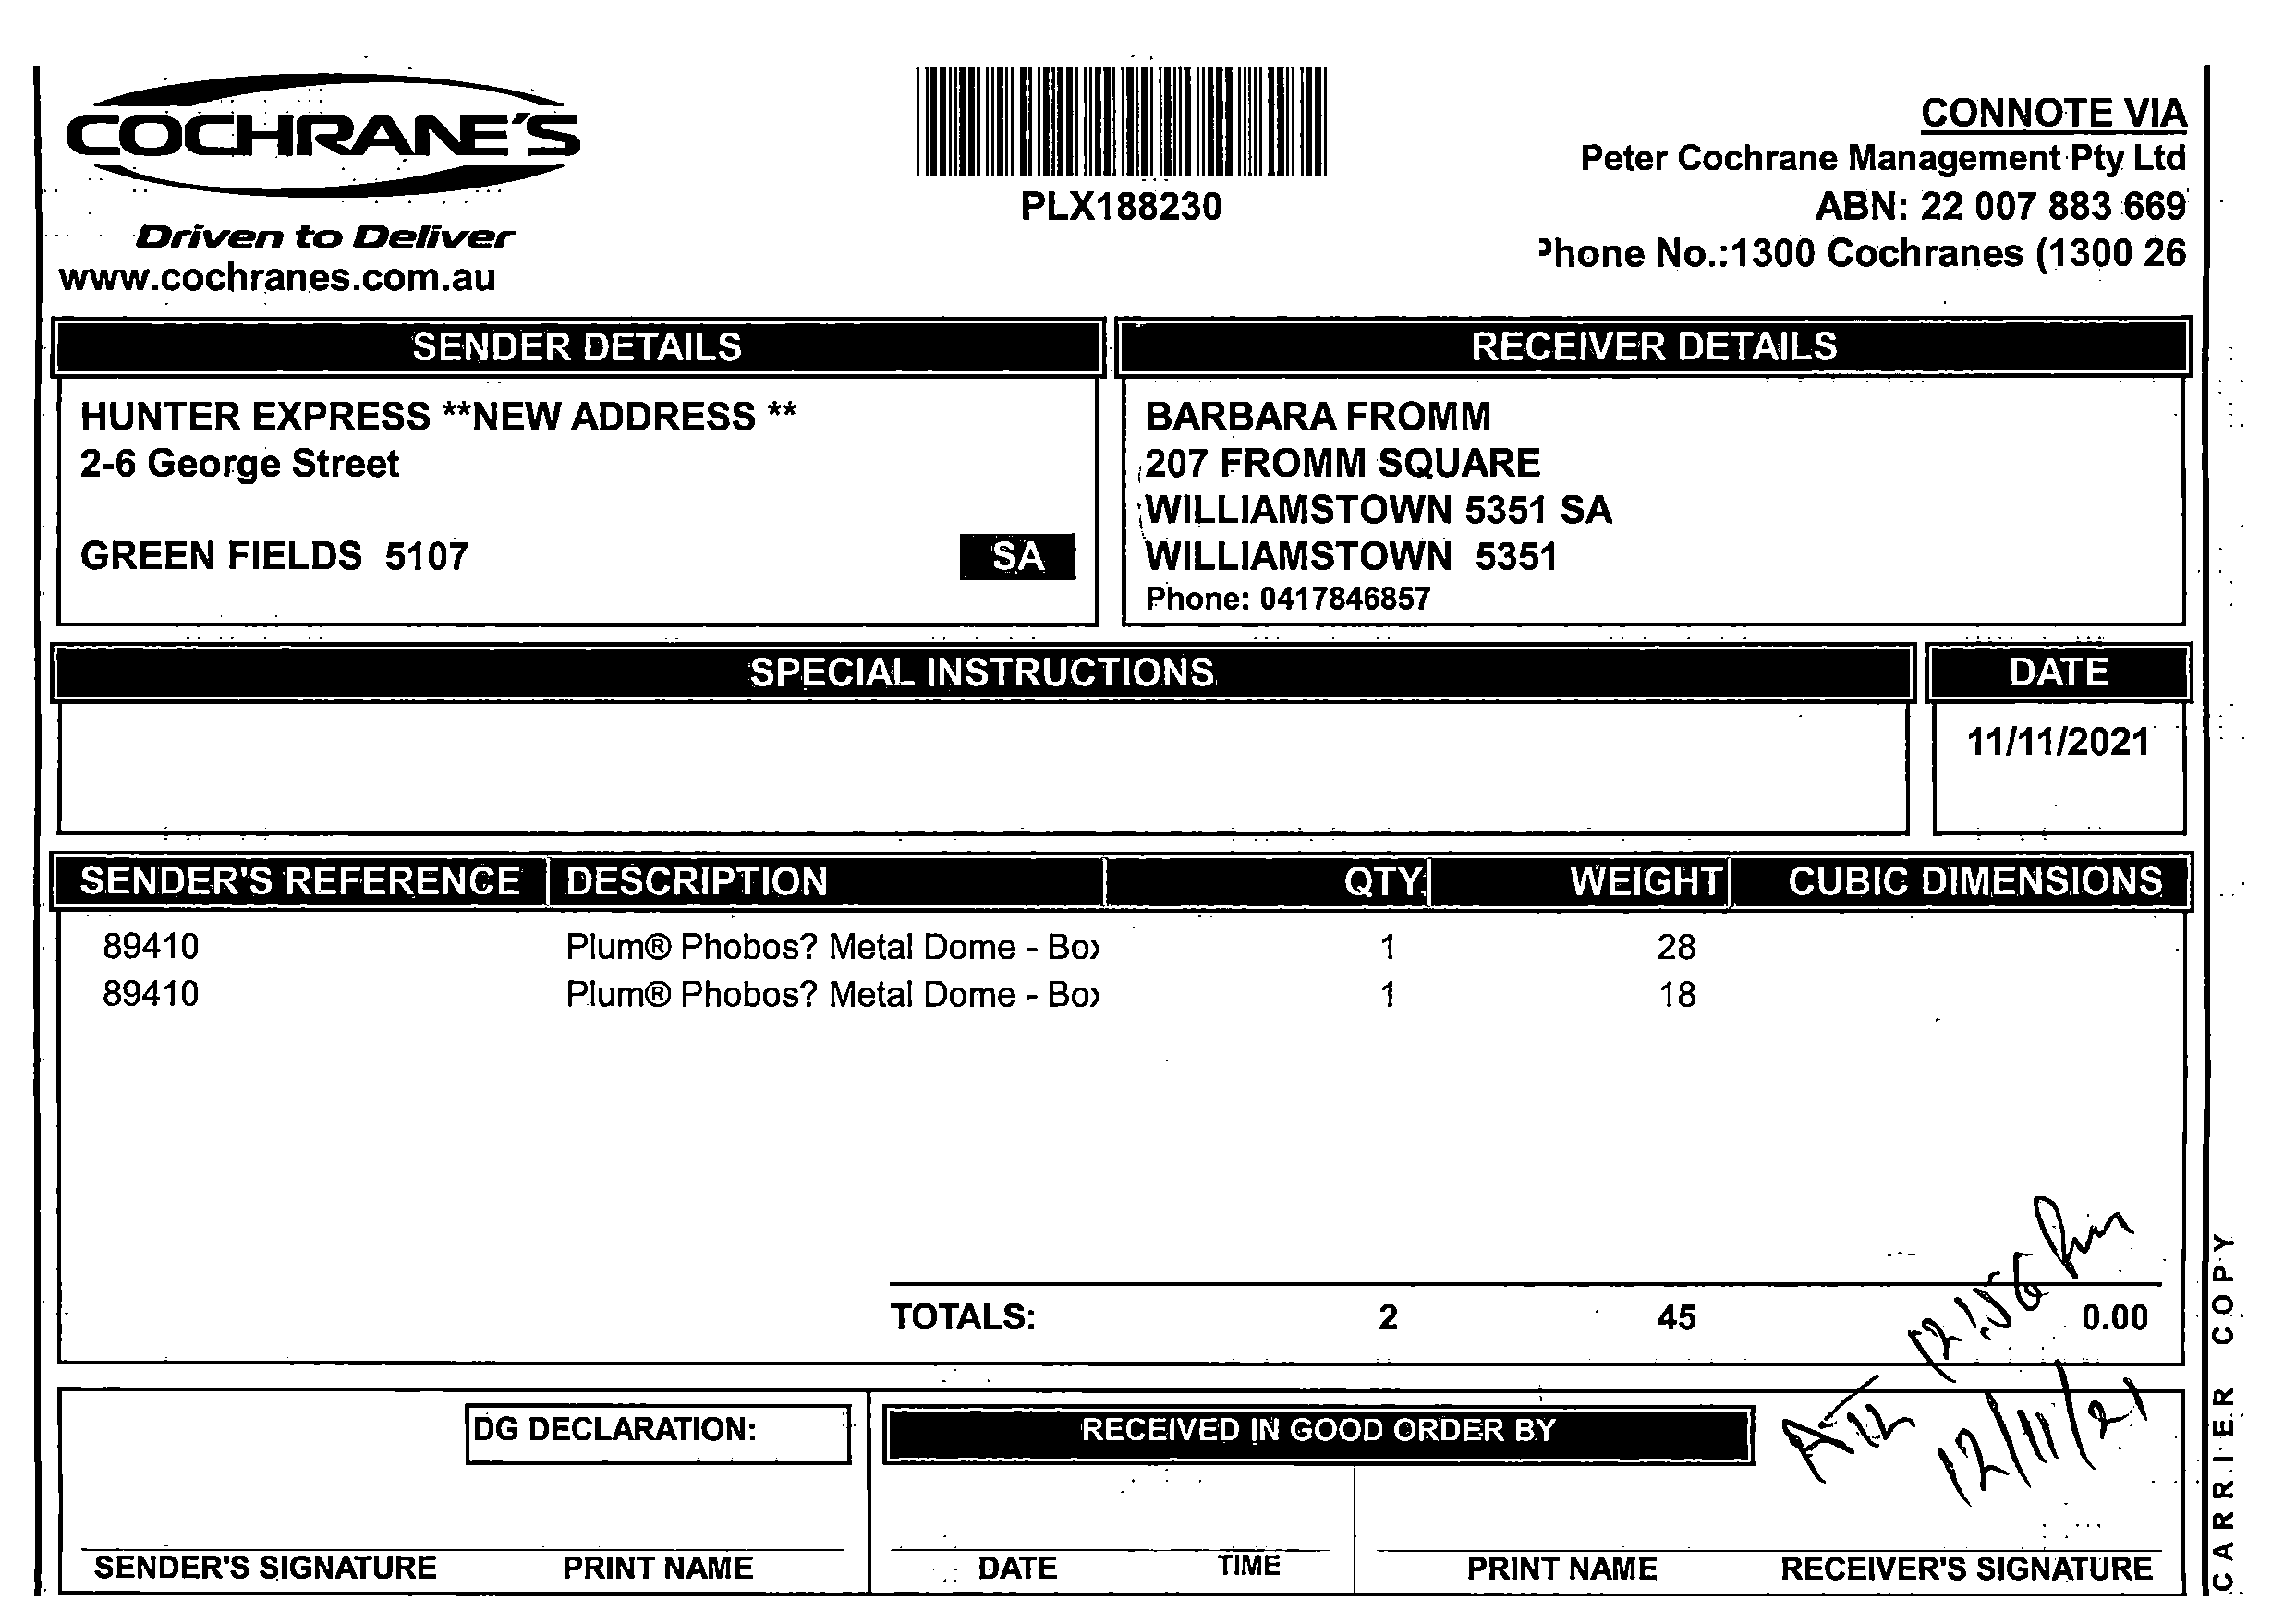 COCHRANE'S
Driven to Deliver
www.cochranes.com.au
PLX188230
CONNOTE VIA
Peter Cochrane Management Pty Ltd
ABN: 22 007 883 669
Phone No.:1300 Cochranes (1300 26
SENDER DETAILS
HUNTER EXPRESS **NEW ADDRESS **
2-6 George Street
GREEN FIELDS 5107 SA
RECEIVER DETAILS
BARBARA FROMM
207 FROMM SQUARE
WILLIAMSTOWN 5351 SA
WILLIAMSTOWN 5351
Phone: 0417846857
SPECIAL INSTRUCTIONS
DATE
11/11/2021
SENDER'S REFERENCE DESCRIPTION QTY WEIGHT CUBIC DIMENSIONS
89410 Plum® Phobos? Metal Dome - Box 1 28
89410 Plum® Phobos? Metal Dome - Box 1 18
TOTALS: 2 45 0.00
12:56 Pm
12/11/21
DG DECLARATION:
RECEIVED IN GOOD ORDER BY
SENDER'S SIGNATURE PRINT NAME DATE TIME PRINT NAME RECEIVER'S SIGNATURE
CARRIER COPY